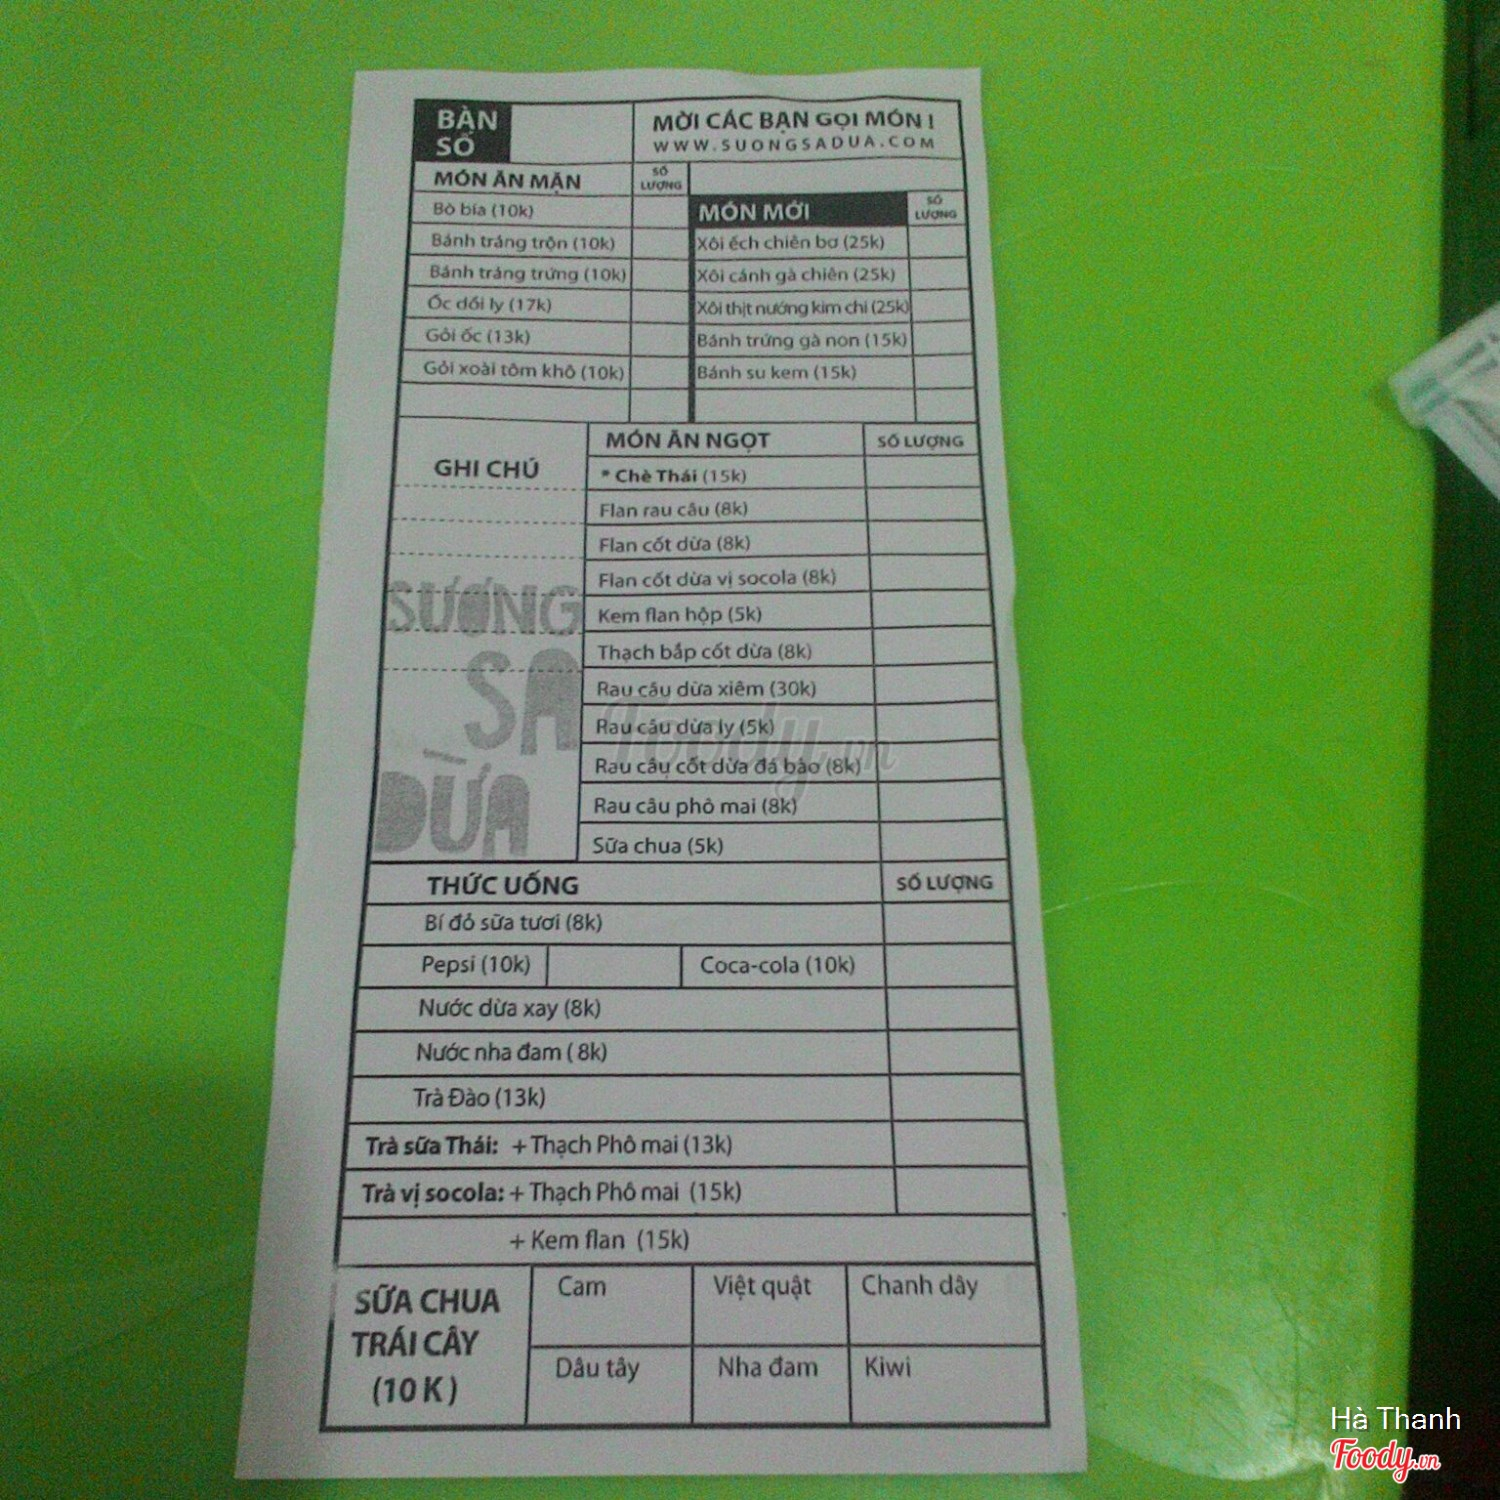 BÀN SỐ
MỜI CÁC BẠN GỌI MÓN !
WWW.SUONGSADUA.COM
MÓN ĂN MẶN
SỐ LƯỢNG
Bò bía (10k)
Bánh tráng trộn (10k)
Bánh tráng trứng (10k)
Ốc dồi ly (17k)
Gỏi ốc (13k)
Gỏi xoài tôm khô (10k)
MÓN MỚI
SỐ LƯỢNG
Xôi ếch chiên bơ (25k)
Xôi cánh gà chiên (25k)
Xôi thịt nướng kim chi (25k)
Bánh trứng gà non (15k)
Bánh su kem (15k)
GHI CHÚ
SƯƠNG
SA
DỪA
MÓN ĂN NGỌT
SỐ LƯỢNG
* Chè Thái (15k)
Flan rau câu (8k)
Flan cốt dừa (8k)
Flan cốt dừa vị socola (8k)
Kem flan hộp (5k)
Thạch bắp cốt dừa (8k)
Rau câu dừa xiêm (30k)
Rau câu dừa ly (5k)
Rau câu cốt dừa đá bào (8k)
Rau câu phô mai (8k)
Sữa chua (5k)
Foody.vn
THỨC UỐNG
SỐ LƯỢNG
Bí đỏ sữa tươi (8k)
Pepsi (10k)
Coca-cola (10k)
Nước dừa xay (8k)
Nước nha đam ( 8k)
Trà Đào (13k)
Trà sữa Thái: + Thạch Phô mai (13k)
Trà vị socola: + Thạch Phô mai (15k)
+ Kem flan (15k)
SỮA CHUA
TRÁI CÂY
(10 K)
Cam
Việt quật
Chanh dây
Dâu tây
Nha đam
Kiwi
Hà Thanh
Foody.vn